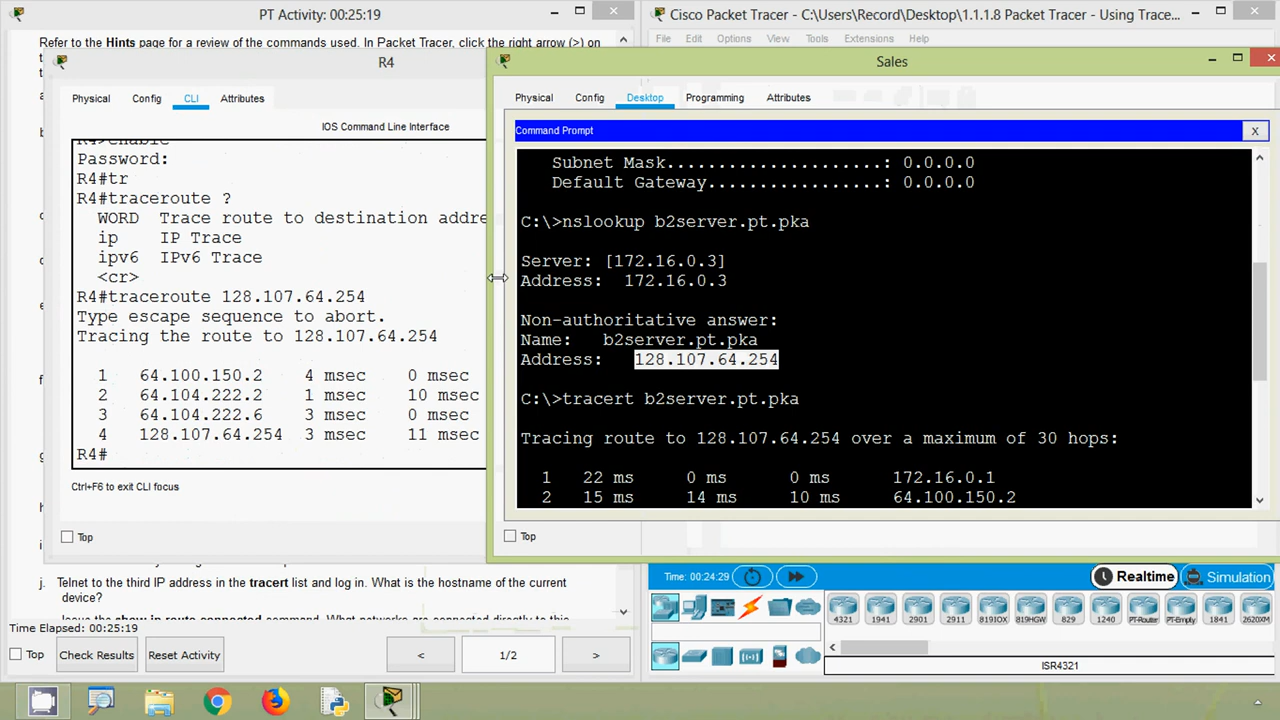 PT Activity: 00:25:19
Refer to the Hints page for a review of the commands used. In Packet Tracer, click the right arrow (>) on
R4
Physical
Config
CLI
Attributes
IOS Command Line Interface
Password:
R4#tr
R4#traceroute ?
WORD Trace route to destination addre
ip IP Trace
ipv6 IPv6 Trace
<cr>
R4#traceroute 128.107.64.254
Type escape sequence to abort.
Tracing the route to 128.107.64.254
1 64.100.150.2 4 msec 0 msec
2 64.104.222.2 1 msec 10 msec
3 64.104.222.6 3 msec 0 msec
4 128.107.64.254 3 msec 11 msec
R4#
Ctrl+F6 to exit CLI focus
Top
j. Telnet to the third IP address in the tracert list and log in. What is the hostname of the current
device?
Time Elapsed: 00:25:19
Top
Check Results
Reset Activity
<
1/2
>
Cisco Packet Tracer - C:\Users\Record\Desktop\1.1.1.8 Packet Tracer - Using Trace...
File Edit Options View Tools Extensions Help
Sales
Physical
Config
Desktop
Programming
Attributes
Command Prompt
X
Subnet Mask.....................: 0.0.0.0
Default Gateway.................: 0.0.0.0
C:\>nslookup b2server.pt.pka
Server: [172.16.0.3]
Address: 172.16.0.3
Non-authoritative answer:
Name: b2server.pt.pka
Address: 128.107.64.254
C:\>tracert b2server.pt.pka
Tracing route to 128.107.64.254 over a maximum of 30 hops:
1 22 ms 0 ms 0 ms 172.16.0.1
2 15 ms 14 ms 10 ms 64.100.150.2
Top
Time: 00:24:29
Realtime
Simulation
4321
1941
2901
2911
819IOX
819HGW
829
1240
PT-Router
PT-Empty
1841
2620XM
ISR4321